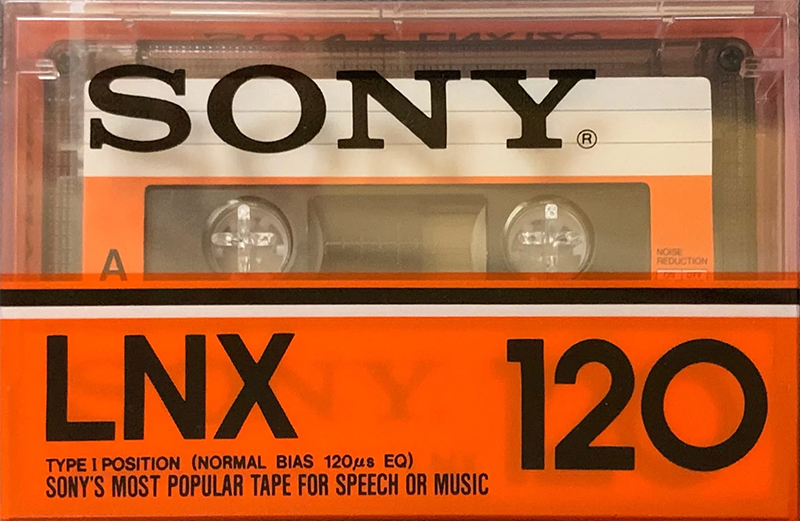 SONY®
A
NOISE
REDUCTION
LNX
120
TYPE I POSITION (NORMAL BIAS 120μs EQ)
SONY'S MOST POPULAR TAPE FOR SPEECH OR MUSIC